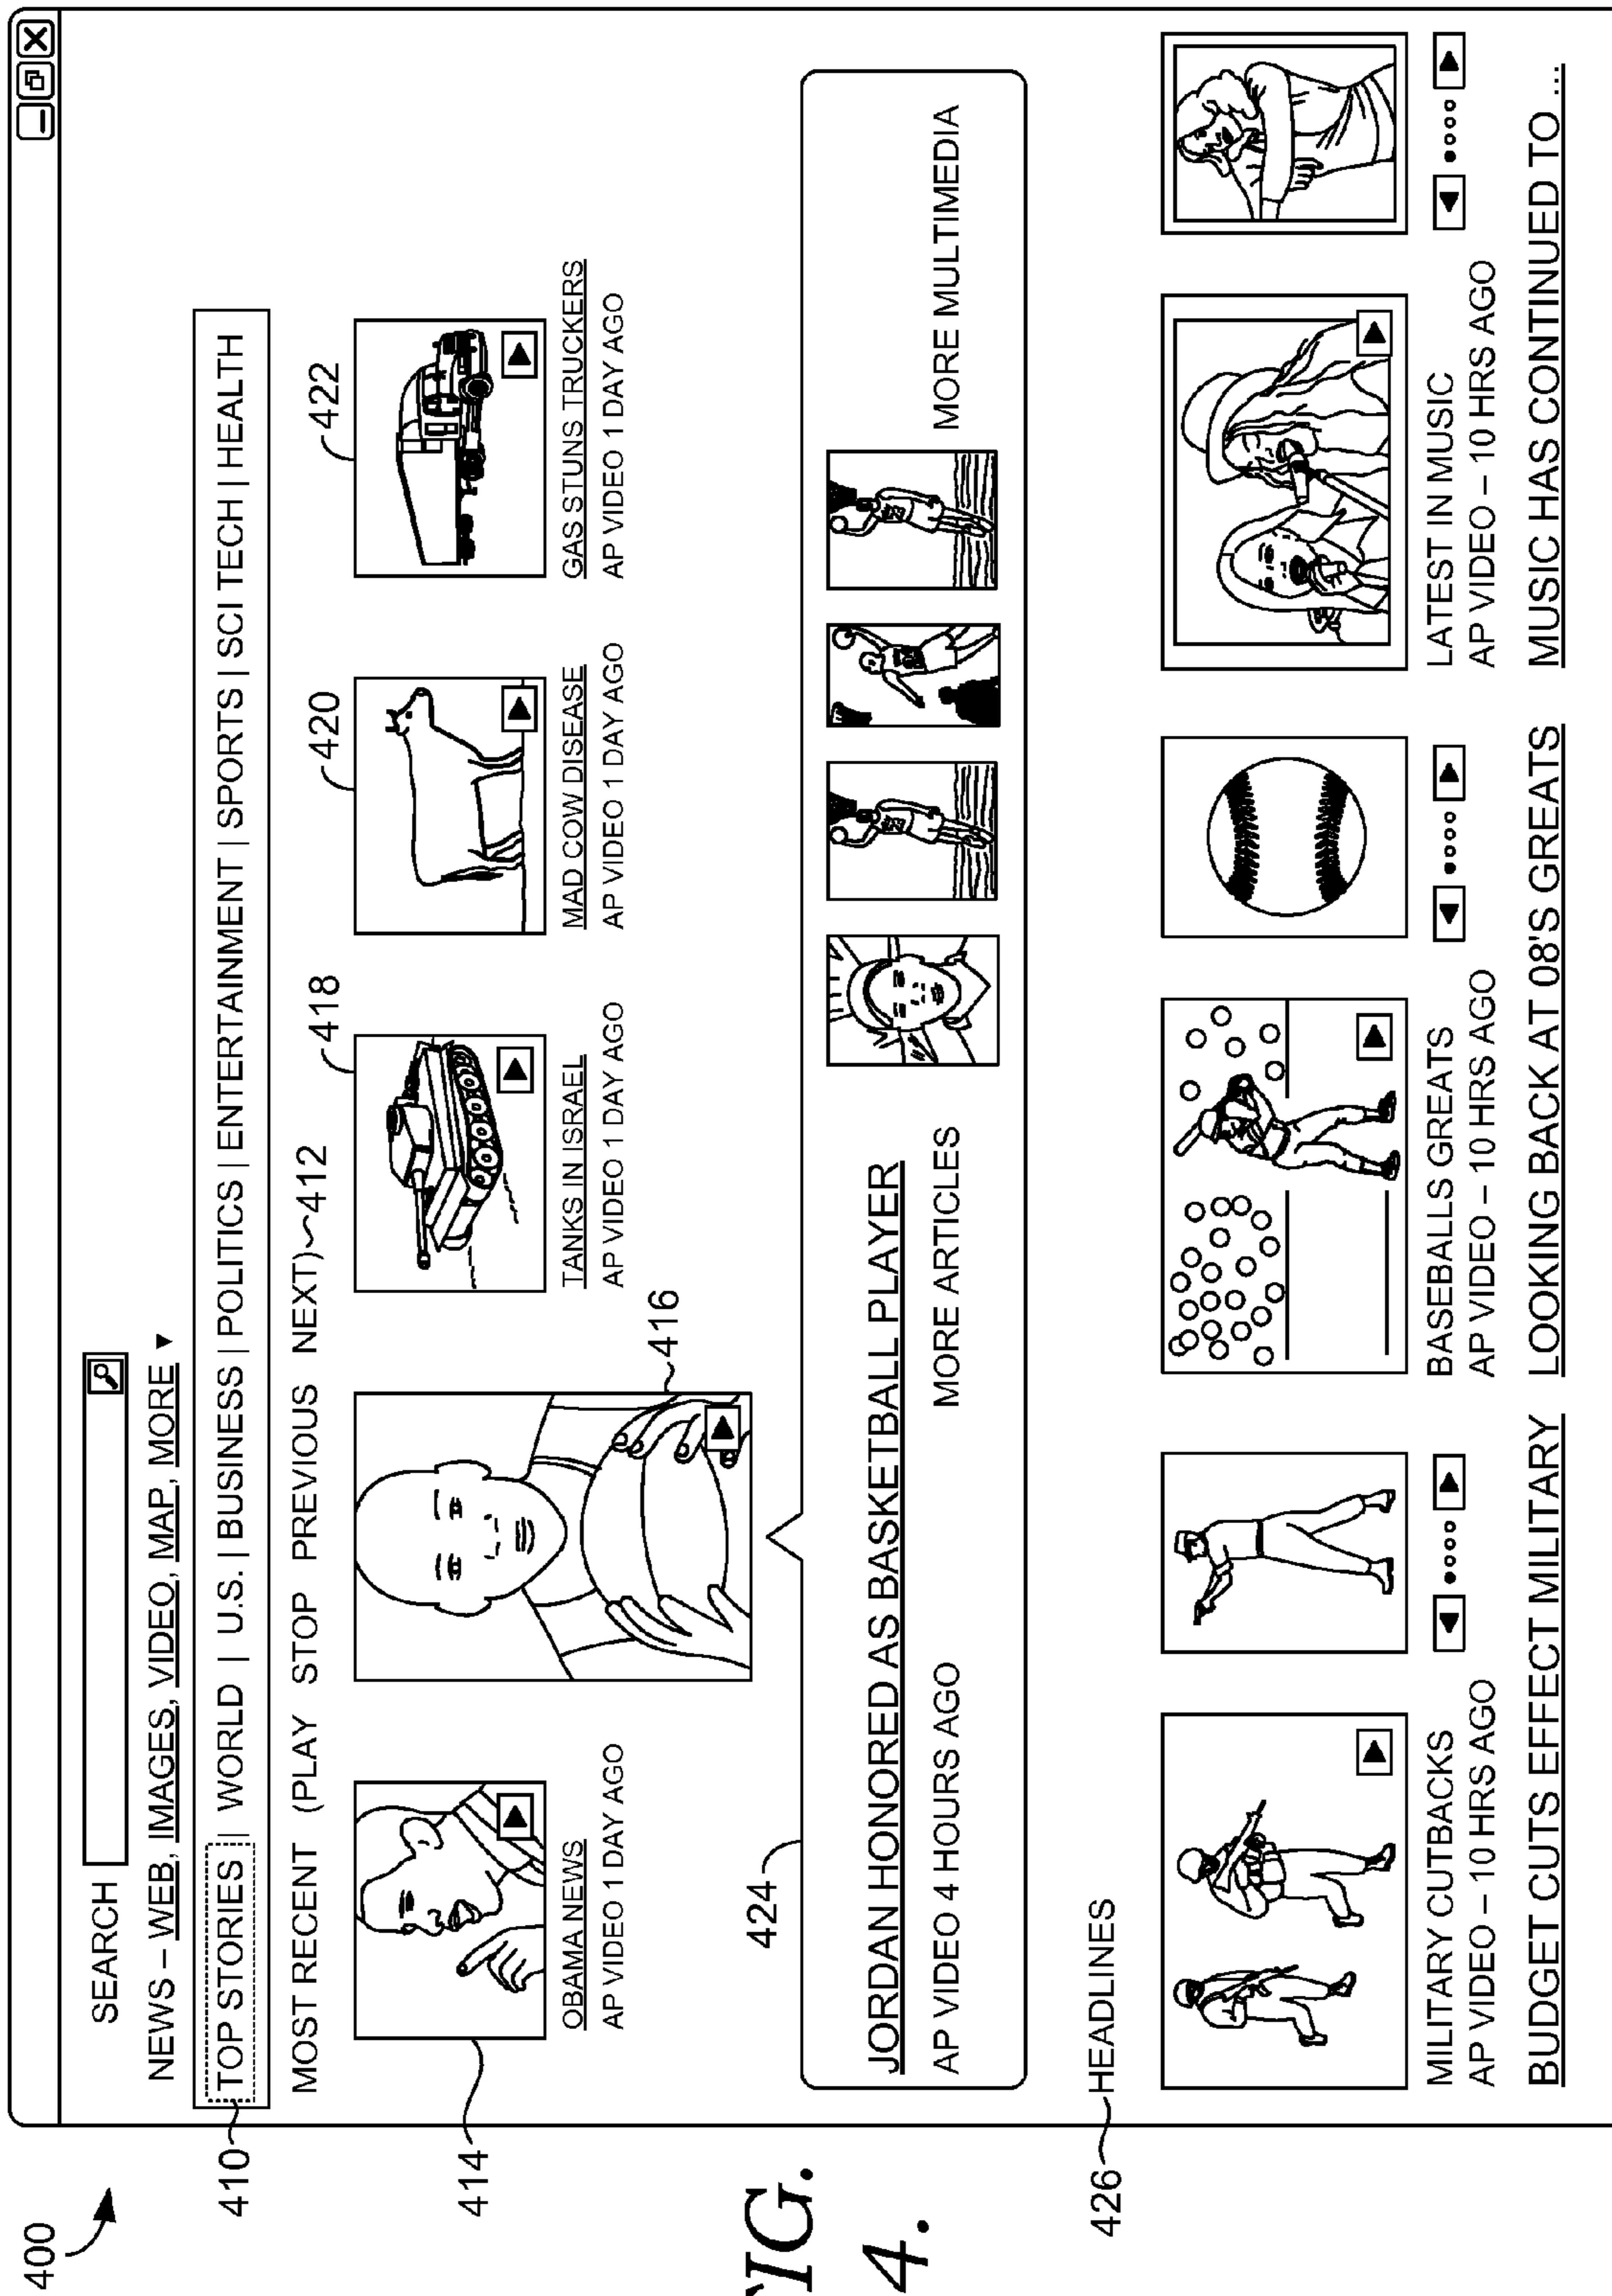 400
SEARCH
NEWS – WEB, IMAGES, VIDEO, MAP, MORE ▼
410
TOP STORIES | WORLD | U.S. | BUSINESS | POLITICS | ENTERTAINMENT | SPORTS | SCI TECH | HEALTH
MOST RECENT (PLAY STOP PREVIOUS NEXT) 412
414
416
418
420
422
OBAMA NEWS
AP VIDEO 1 DAY AGO
TANKS IN ISRAEL
AP VIDEO 1 DAY AGO
MAD COW DISEASE
AP VIDEO 1 DAY AGO
GAS STUNS TRUCKERS
AP VIDEO 1 DAY AGO
424
JORDAN HONORED AS BASKETBALL PLAYER
AP VIDEO 4 HOURS AGO MORE ARTICLES MORE MULTIMEDIA
426 HEADLINES
MILITARY CUTBACKS
AP VIDEO – 10 HRS AGO
BUDGET CUTS EFFECT MILITARY
BASEBALLS GREATS
AP VIDEO – 10 HRS AGO
LOOKING BACK AT 08'S GREATS
LATEST IN MUSIC
AP VIDEO – 10 HRS AGO
MUSIC HAS CONTINUED TO ...
FIG.
4.